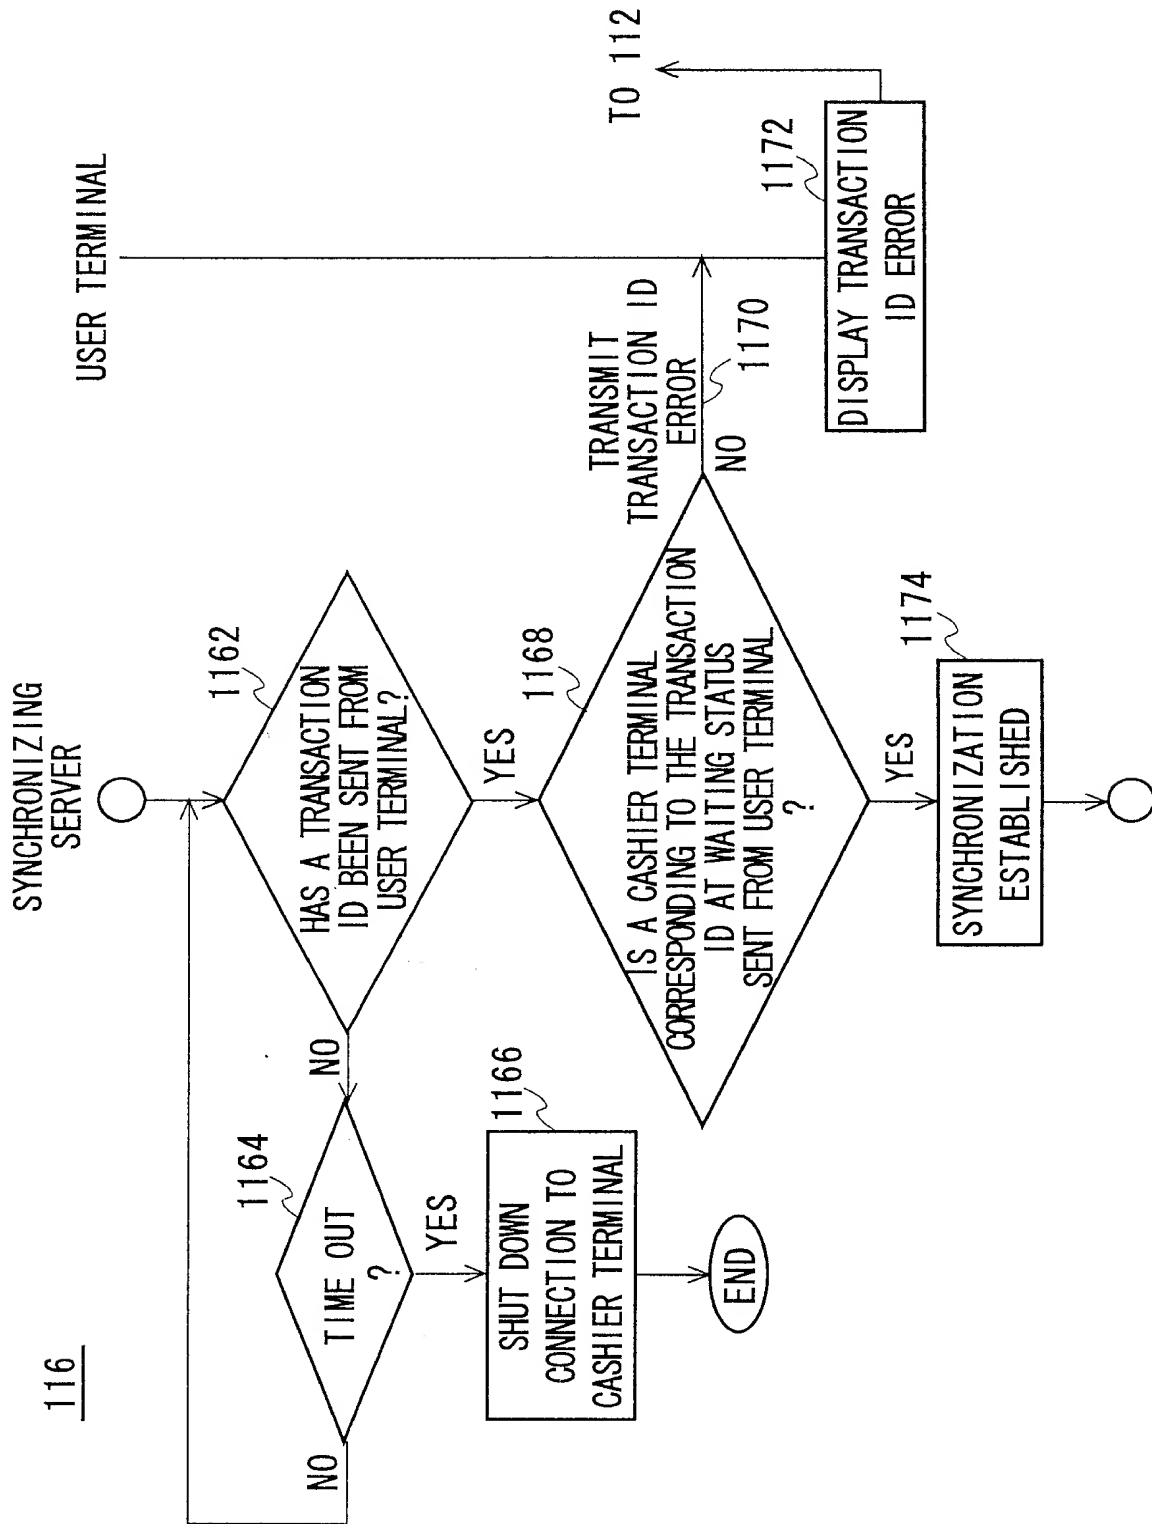 116
SYNCHRONIZING
SERVER
USER TERMINAL
1162
HAS A TRANSACTION
ID BEEN SENT FROM
USER TERMINAL?
NO
YES
1164
TIME OUT
?
NO
YES
1166
SHUT DOWN
CONNECTION TO
CASHIER TERMINAL
END
1168
IS A CASHIER TERMINAL
CORRESPONDING TO THE TRANSACTION
ID AT WAITING STATUS
SENT FROM USER TERMINAL
?
NO
YES
TRANSMIT
TRANSACTION ID
ERROR
1170
TO 112
1172
DISPLAY TRANSACTION
ID ERROR
1174
SYNCHRONIZATION
ESTABLISHED